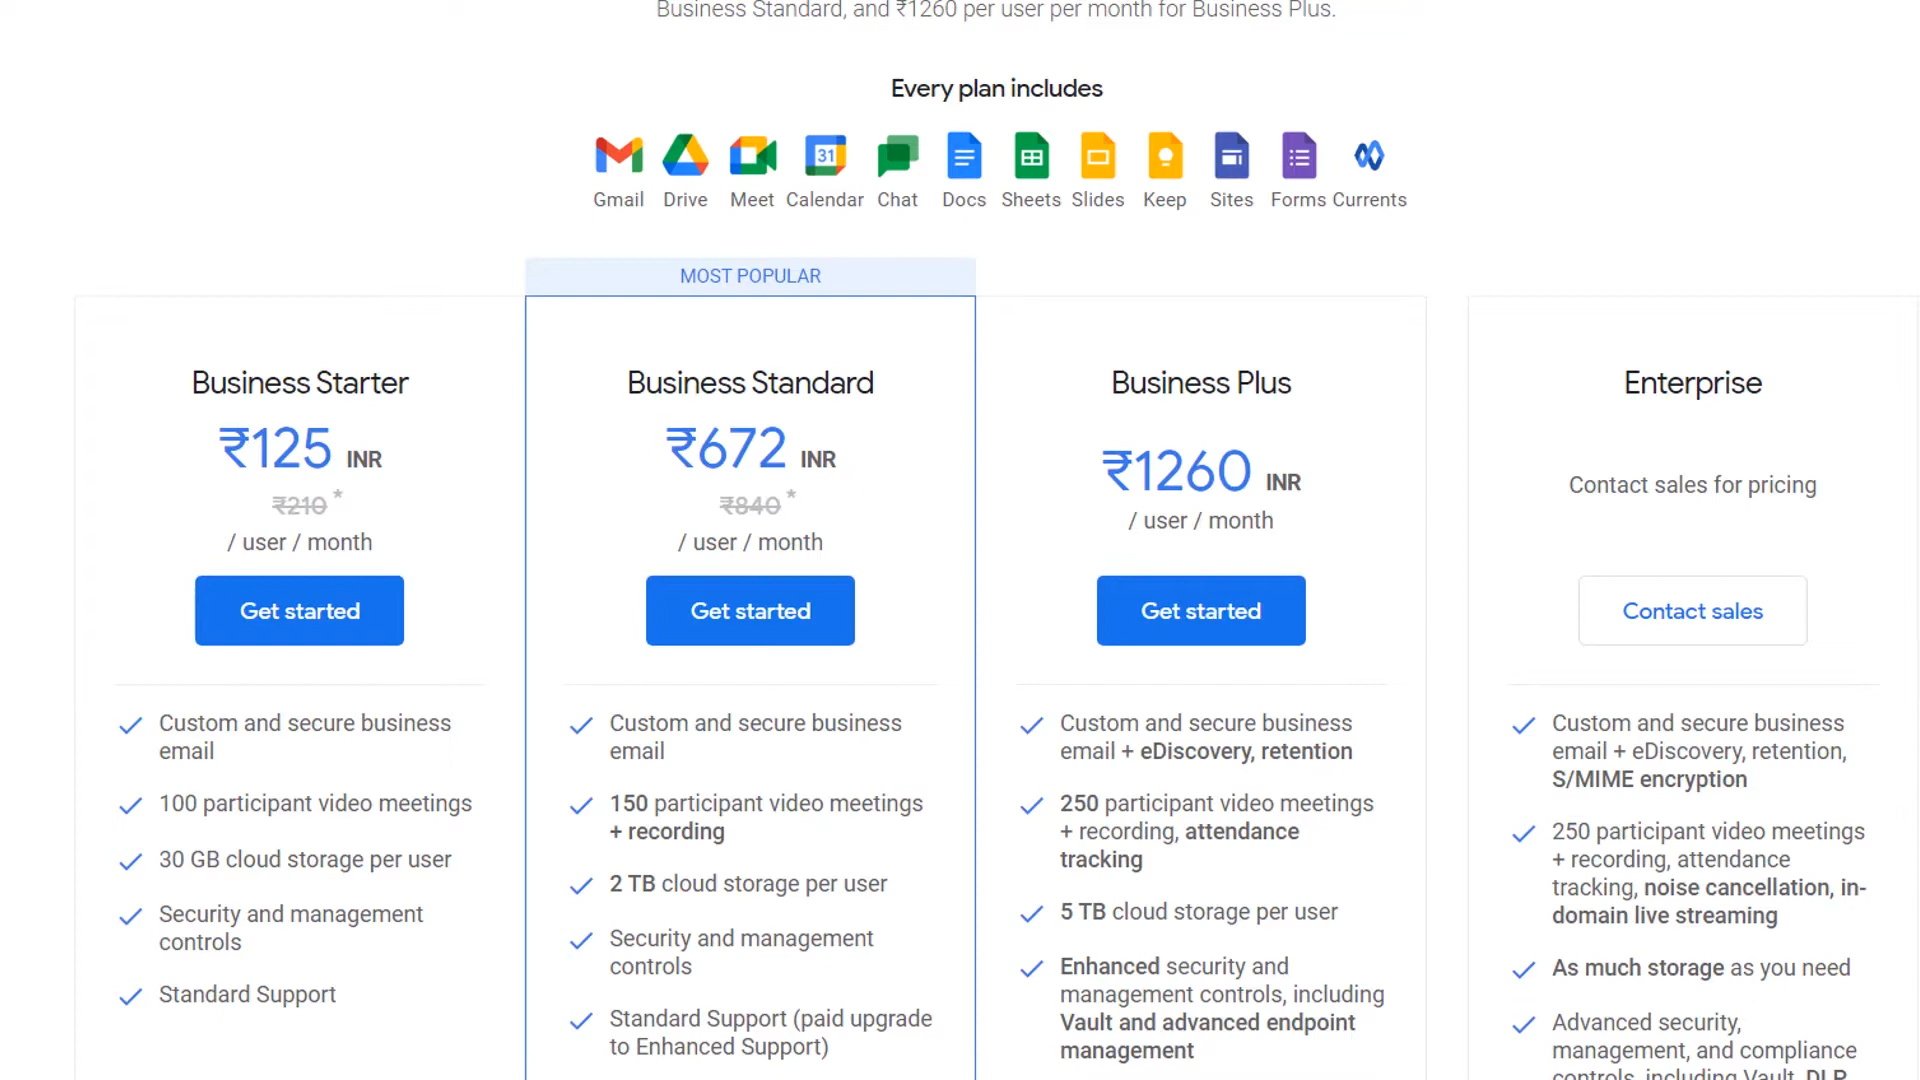 Business Standard, and ₹1260 per user per month for Business Plus.
Every plan includes
31
Gmail Drive Meet Calendar Chat Docs Sheets Slides Keep Sites Forms Currents
MOST POPULAR
Business Starter
₹125 INR
₹210 *
/ user / month
Get started
Custom and secure business
email
100 participant video meetings
30 GB cloud storage per user
Security and management
controls
Standard Support
Business Standard
₹672 INR
₹840 *
/ user / month
Get started
Custom and secure business
email
150 participant video meetings
+ recording
2 TB cloud storage per user
Security and management
controls
Standard Support (paid upgrade
to Enhanced Support)
Business Plus
₹1260 INR
/ user / month
Get started
Custom and secure business
email + eDiscovery, retention
250 participant video meetings
+ recording, attendance
tracking
5 TB cloud storage per user
Enhanced security and
management controls, including
Vault and advanced endpoint
management
Enterprise
Contact sales for pricing
Contact sales
Custom and secure business
email + eDiscovery, retention,
S/MIME encryption
250 participant video meetings
+ recording, attendance
tracking, noise cancellation, in-
domain live streaming
As much storage as you need
Advanced security,
management, and compliance
controls, including Vault, DLP,